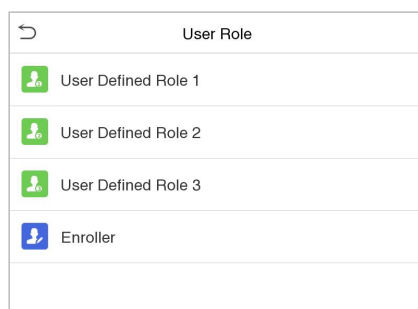 User Role
User Defined Role 1
User Defined Role 2
User Defined Role 3
Enroller